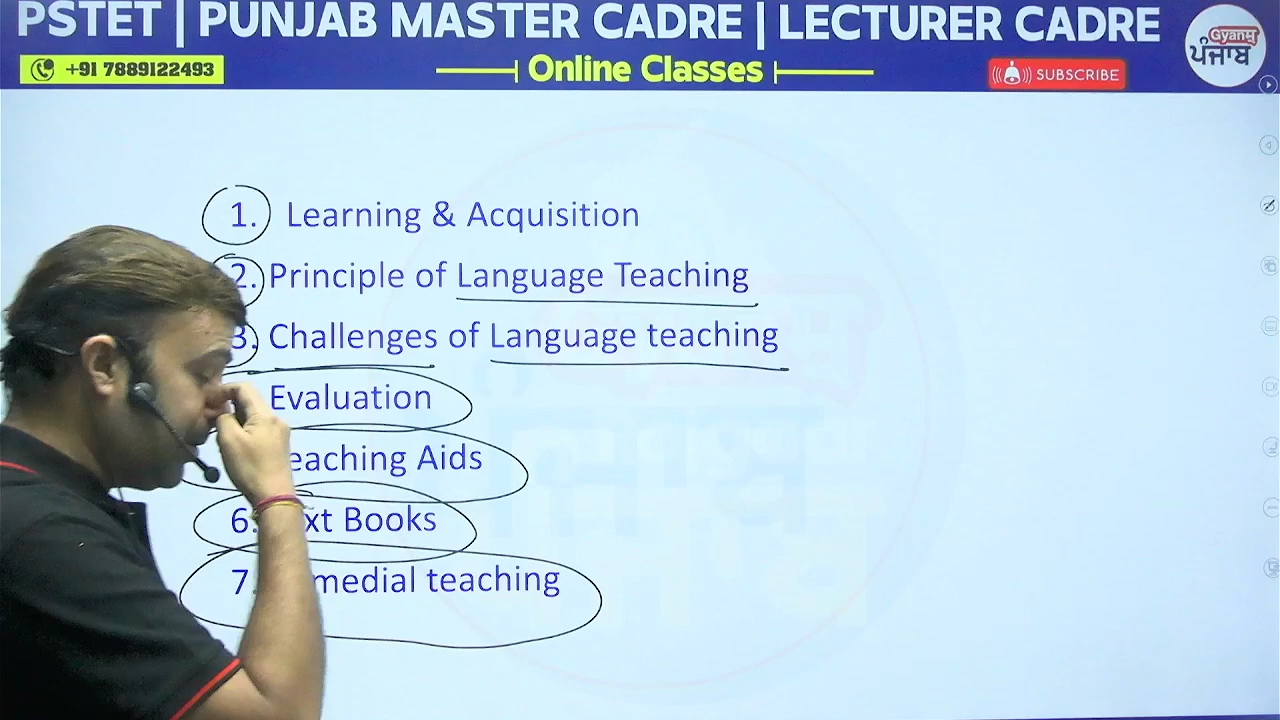 PSTET | PUNJAB MASTER CADRE | LECTURER CADRE
+91 7889122493
Online Classes
SUBSCRIBE
Gyanm
ਪੰਜਾਬ
1. Learning & Acquisition
2. Principle of Language Teaching
3. Challenges of Language teaching
Evaluation
eaching Aids
6. xt Books
7. medial teaching